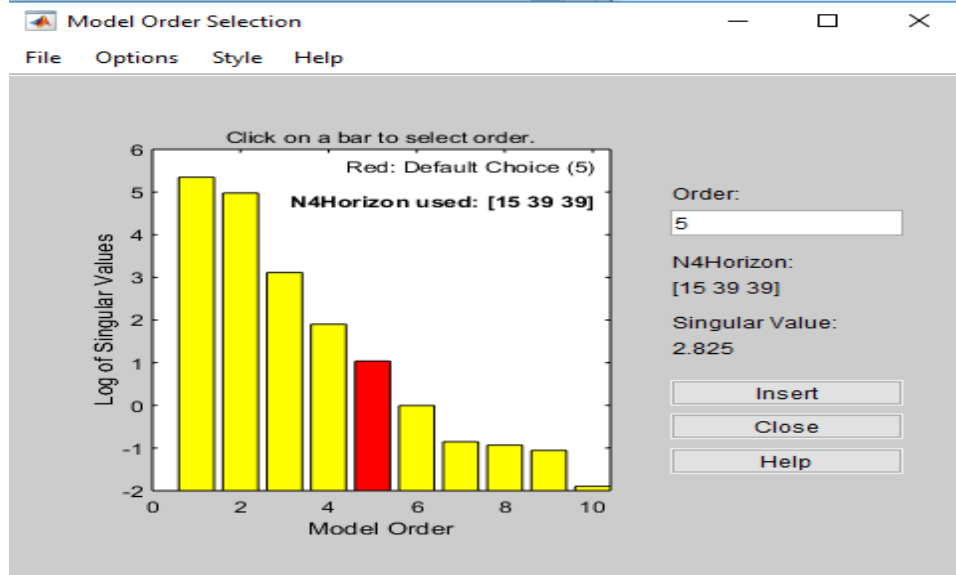 Model Order Selection
File Options Style Help
Click on a bar to select order.
Red: Default Choice (5)
N4Horizon used: [15 39 39]
Log of Singular Values
6
5
4
3
2
1
0
-1
-2
0 2 4 6 8 10
Model Order
Order:
5
N4Horizon:
[15 39 39]
Singular Value:
2.825
Insert
Close
Help